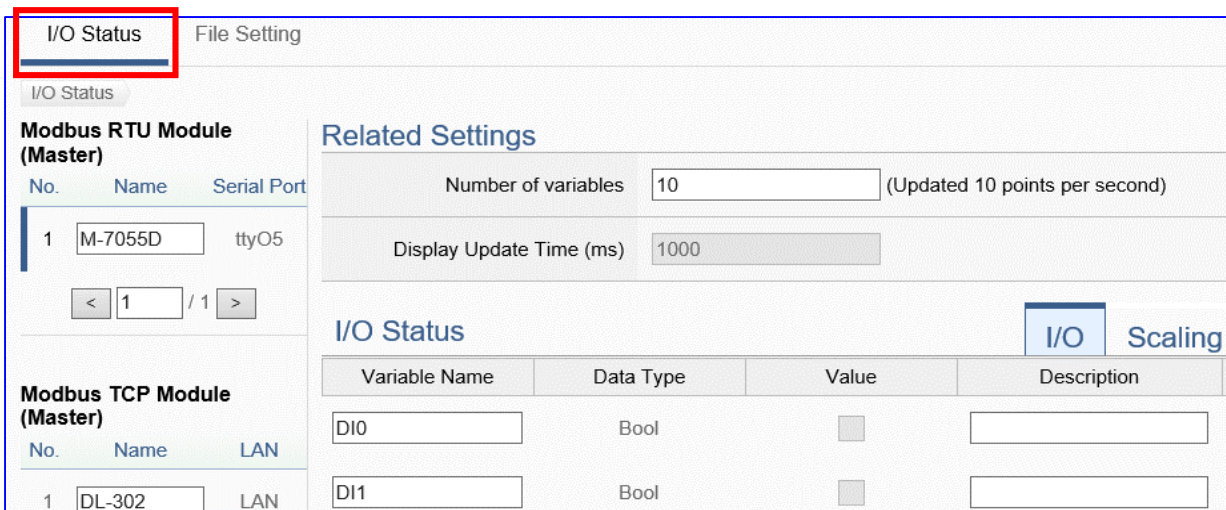 I/O Status File Setting
I/O Status
Modbus RTU Module
(Master)
No. Name Serial Port
1 M-7055D ttyO5
< 1 / 1 >
Modbus TCP Module
(Master)
No. Name LAN
1 DL-302 LAN
Related Settings
Number of variables 10 (Updated 10 points per second)
Display Update Time (ms) 1000
I/O Status I/O Scaling
Variable Name Data Type Value Description
DI0 Bool
DI1 Bool